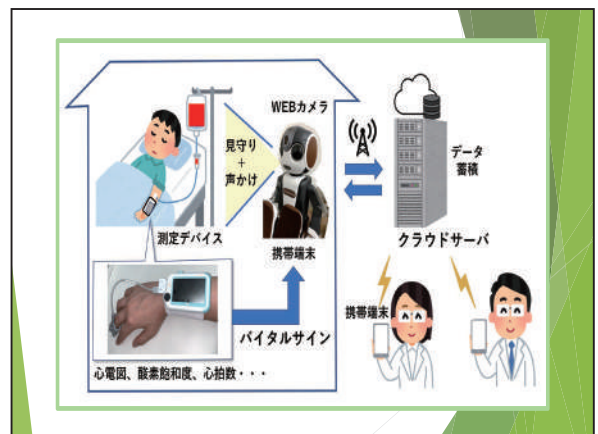 WEBカメラ
見守り
+
声かけ
データ
蓄積
測定デバイス
クラウドサーバ
携帯端末
携帯端末
バイタルサイン
心電図、酸素飽和度、心拍数・・・